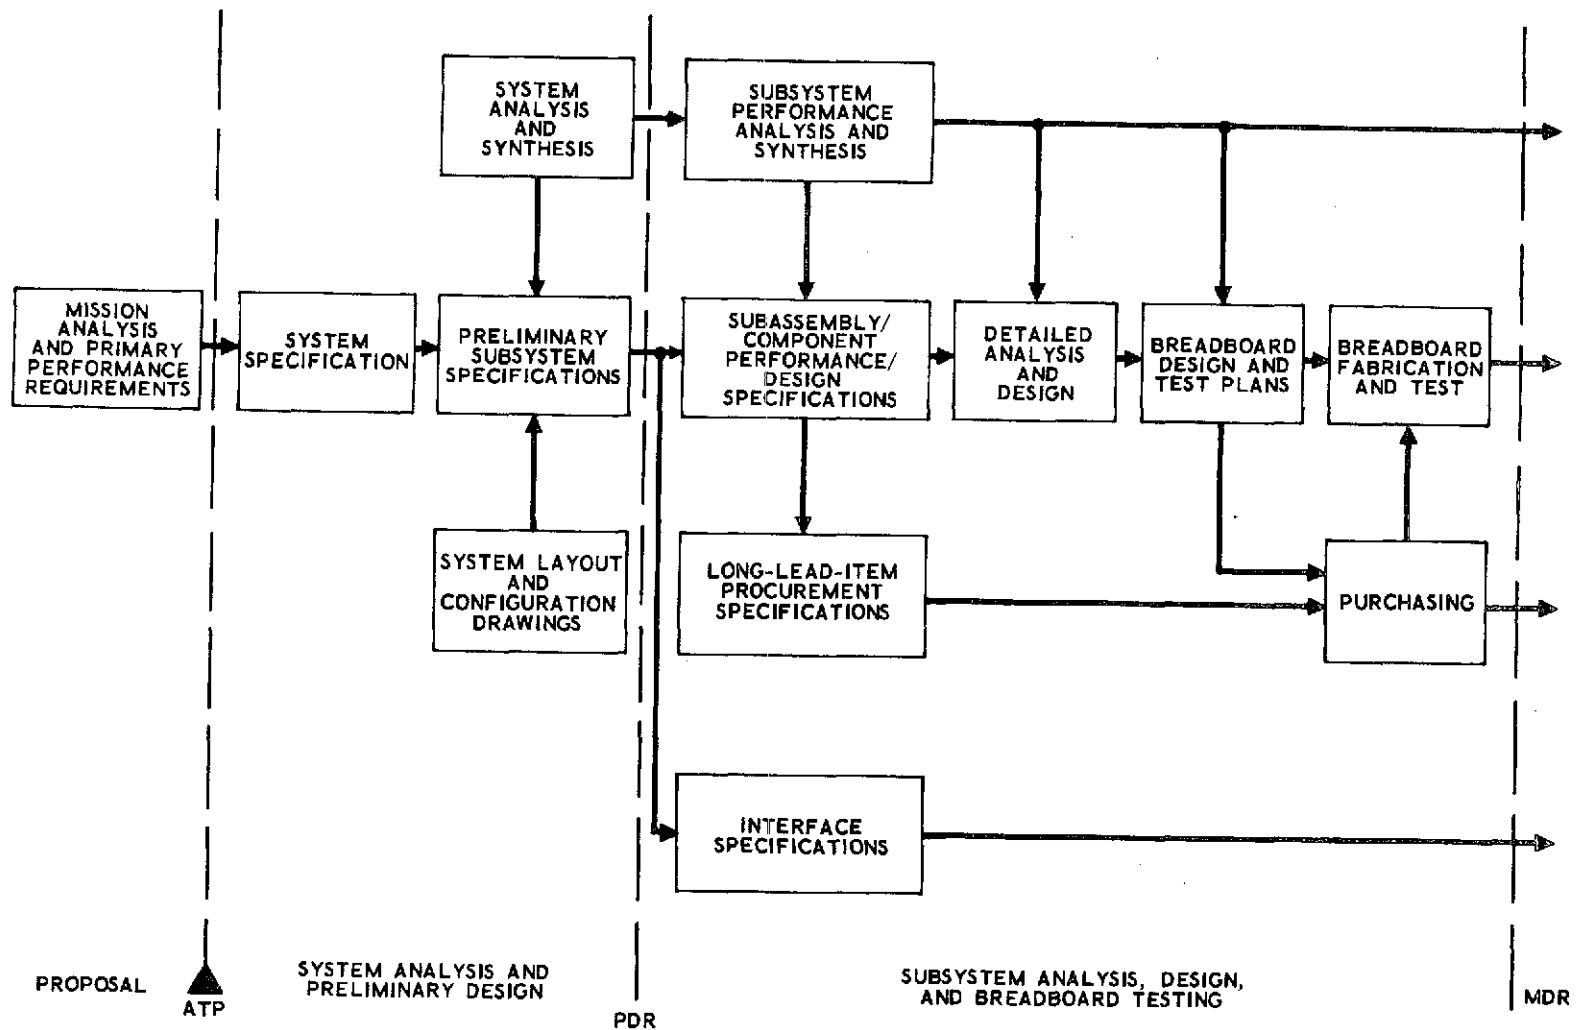 SYSTEM
ANALYSIS
AND
SYNTHESIS
SUBSYSTEM
PERFORMANCE
ANALYSIS AND
SYNTHESIS
MISSION
ANALYSIS
AND PRIMARY
PERFORMANCE
REQUIREMENTS
SYSTEM
SPECIFICATION
PRELIMINARY
SUBSYSTEM
SPECIFICATIONS
SUBASSEMBLY/
COMPONENT
PERFORMANCE/
DESIGN
SPECIFICATIONS
DETAILED
ANALYSIS
AND
DESIGN
BREADBOARD
DESIGN AND
TEST PLANS
BREADBOARD
FABRICATION
AND TEST
SYSTEM LAYOUT
AND
CONFIGURATION
DRAWINGS
LONG-LEAD-ITEM
PROCUREMENT
SPECIFICATIONS
PURCHASING
INTERFACE
SPECIFICATIONS
PROPOSAL
ATP
SYSTEM ANALYSIS AND
PRELIMINARY DESIGN
PDR
SUBSYSTEM ANALYSIS, DESIGN,
AND BREADBOARD TESTING
MDR